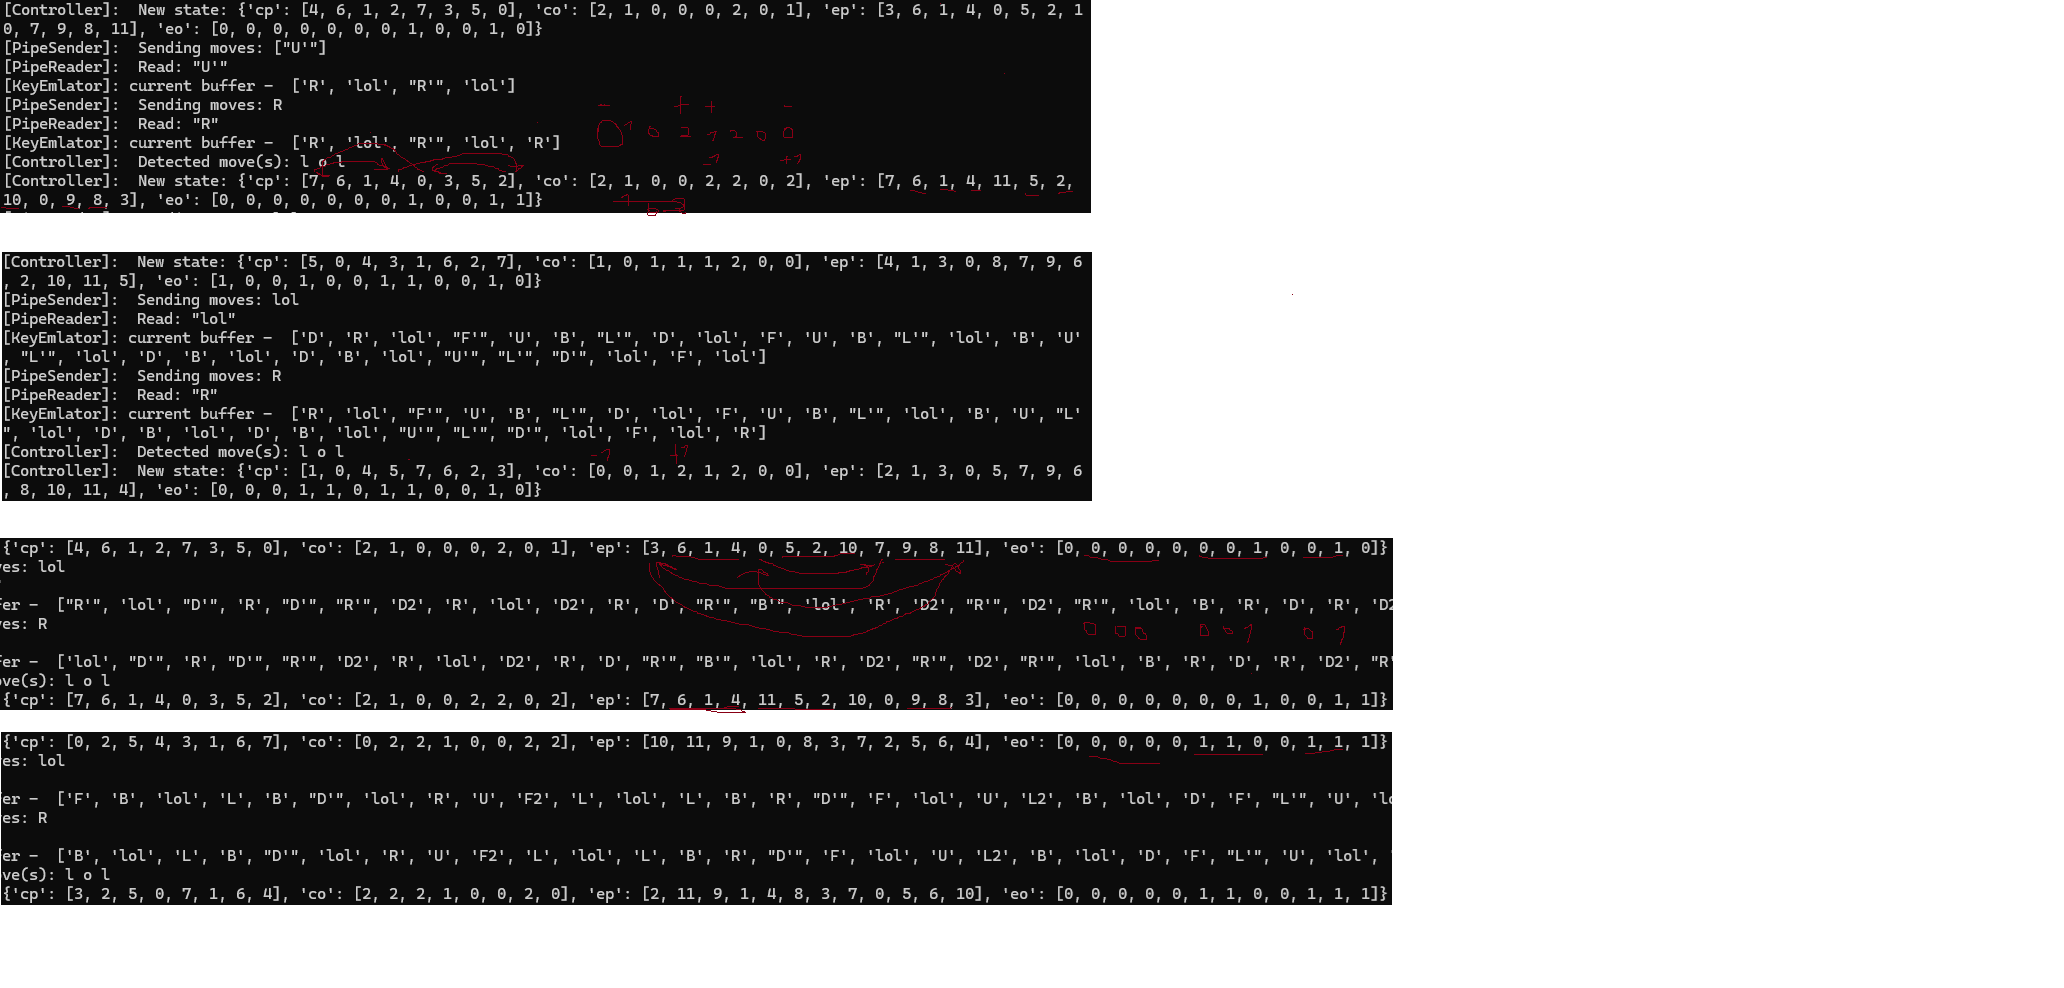 [Controller]:  New state: {'cp': [4, 6, 1, 2, 7, 3, 5, 0], 'co': [2, 1, 0, 0, 0, 2, 0, 1], 'ep': [3, 6, 1, 4, 0, 5, 2, 1
0, 7, 9, 8, 11], 'eo': [0, 0, 0, 0, 0, 0, 0, 1, 0, 0, 1, 0]}
[PipeSender]:  Sending moves: ["U'"]
[PipeReader]:  Read: "U'"
[KeyEmlator]: current buffer -  ['R', 'lol', "R'", 'lol']
[PipeSender]:  Sending moves: R
[PipeReader]:  Read: "R"
[KeyEmlator]: current buffer -  ['R', 'lol', "R'", 'lol', 'R']
[Controller]:  Detected move(s): l o l
[Controller]:  New state: {'cp': [7, 6, 1, 4, 0, 3, 5, 2], 'co': [2, 1, 0, 0, 2, 2, 0, 2], 'ep': [7, 6, 1, 4, 11, 5, 2,
10, 0, 9, 8, 3], 'eo': [0, 0, 0, 0, 0, 0, 0, 1, 0, 0, 1, 1]}
[Controller]:  New state: {'cp': [5, 0, 4, 3, 1, 6, 2, 7], 'co': [1, 0, 1, 1, 1, 2, 0, 0], 'ep': [4, 1, 3, 0, 8, 7, 9, 6
, 2, 10, 11, 5], 'eo': [1, 0, 0, 1, 0, 0, 1, 1, 0, 0, 1, 0]}
[PipeSender]:  Sending moves: lol
[PipeReader]:  Read: "lol"
[KeyEmlator]: current buffer -  ['D', 'R', 'lol', "F'", 'U', 'B', "L'", 'D', 'lol', 'F', 'U', 'B', "L'", 'lol', 'B', 'U'
, "L'", 'lol', 'D', 'B', 'lol', 'D', 'B', 'lol', "U'", "L'", "D'", 'lol', 'F', 'lol']
[PipeSender]:  Sending moves: R
[PipeReader]:  Read: "R"
[KeyEmlator]: current buffer -  ['R', 'lol', "F'", 'U', 'B', "L'", 'D', 'lol', 'F', 'U', 'B', "L'", 'lol', 'B', 'U', "L'
", 'lol', 'D', 'B', 'lol', 'D', 'B', 'lol', "U'", "L'", "D'", 'lol', 'F', 'lol', 'R']
[Controller]:  Detected move(s): l o l
[Controller]:  New state: {'cp': [1, 0, 4, 5, 7, 6, 2, 3], 'co': [0, 0, 1, 2, 1, 2, 0, 0], 'ep': [2, 1, 3, 0, 5, 7, 9, 6
, 8, 10, 11, 4], 'eo': [0, 0, 0, 1, 1, 0, 1, 1, 0, 0, 1, 0]}
{'cp': [4, 6, 1, 2, 7, 3, 5, 0], 'co': [2, 1, 0, 0, 0, 2, 0, 1], 'ep': [3, 6, 1, 4, 0, 5, 2, 10, 7, 9, 8, 11], 'eo': [0, 0, 0, 0, 0, 0, 0, 1, 0, 0, 1, 0]}
es: lol
er -  ["R'", 'lol', "D'", 'R', "D'", "R'", 'D2', 'R', 'lol', 'D2', 'R', 'D', "R'", "B'", 'lol', 'R', 'D2', "R'", 'D2', "R'", 'lol', 'B', 'R', 'D', 'R', 'D2
es: R
er -  ['lol', "D'", 'R', "D'", "R'", 'D2', 'R', 'lol', 'D2', 'R', 'D', "R'", "B'", 'lol', 'R', 'D2', "R'", 'D2', "R'", 'lol', 'B', 'R', 'D', 'R', 'D2', "R'
ve(s): l o l
{'cp': [7, 6, 1, 4, 0, 3, 5, 2], 'co': [2, 1, 0, 0, 2, 2, 0, 2], 'ep': [7, 6, 1, 4, 11, 5, 2, 10, 0, 9, 8, 3], 'eo': [0, 0, 0, 0, 0, 0, 0, 1, 0, 0, 1, 1]}
{'cp': [0, 2, 5, 4, 3, 1, 6, 7], 'co': [0, 2, 2, 1, 0, 0, 2, 2], 'ep': [10, 11, 9, 1, 0, 8, 3, 7, 2, 5, 6, 4], 'eo': [0, 0, 0, 0, 0, 1, 1, 0, 0, 1, 1, 1]}
es: lol
er -  ['F', 'B', 'lol', 'L', 'B', "D'", 'lol', 'R', 'U', 'F2', 'L', 'lol', 'L', 'B', 'R', "D'", 'F', 'lol', 'U', 'L2', 'B', 'lol', 'D', 'F', "L'", 'U', 'lo
es: R
er -  ['B', 'lol', 'L', 'B', "D'", 'lol', 'R', 'U', 'F2', 'L', 'lol', 'L', 'B', 'R', "D'", 'F', 'lol', 'U', 'L2', 'B', 'lol', 'D', 'F', "L'", 'U', 'lol', '
ve(s): l o l
{'cp': [3, 2, 5, 0, 7, 1, 6, 4], 'co': [2, 2, 2, 1, 0, 0, 2, 0], 'ep': [2, 11, 9, 1, 4, 8, 3, 7, 0, 5, 6, 10], 'eo': [0, 0, 0, 0, 0, 1, 1, 0, 0, 1, 1, 1]}